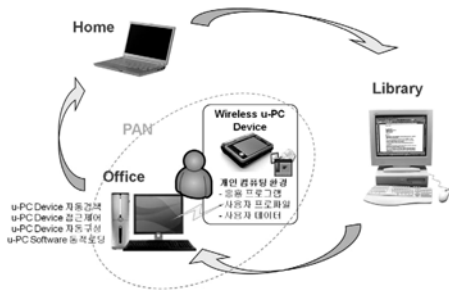 Home
Library
Wireless u-PC
Device
PAN
개인 컴퓨팅 환경
- 응용 프로그램
- 사용자 프로파일
- 사용자 데이터
Office
u-PC Device 자동검색
u-PC Device 접근제어
u-PC Device 자동구성
u-PC Software 동적로딩